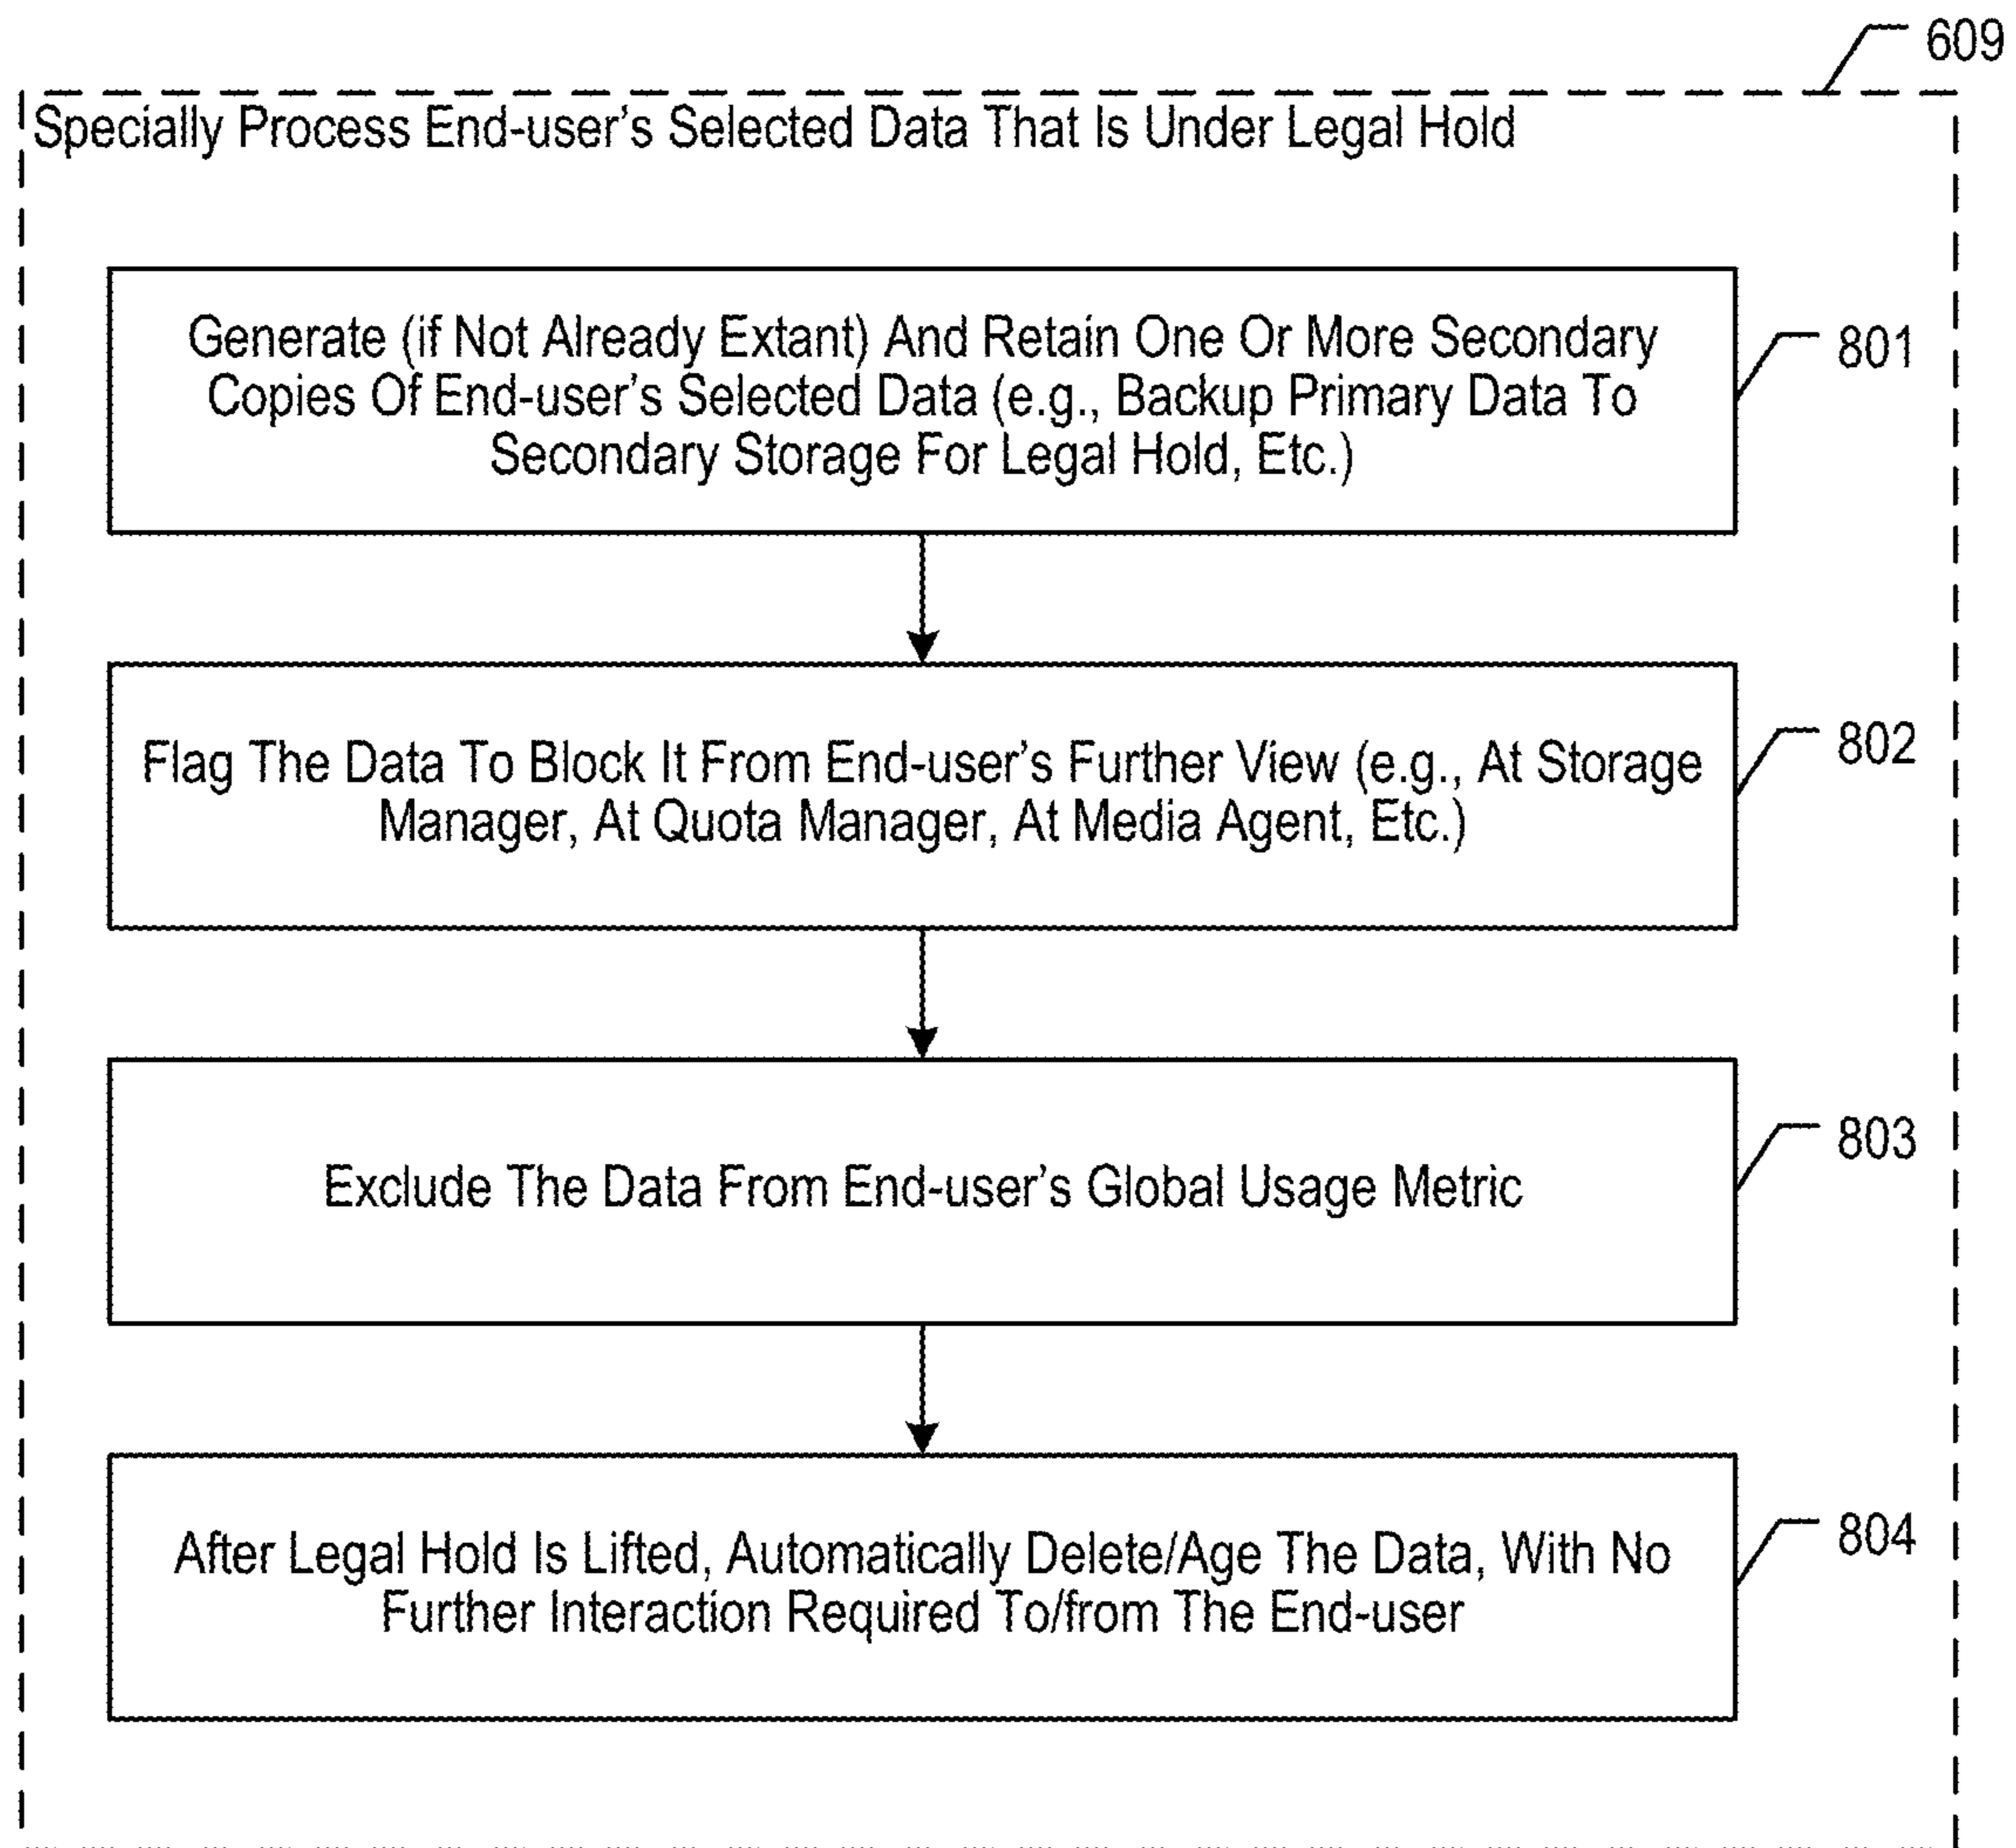 609
Specially Process End-user's Selected Data That Is Under Legal Hold
Generate (if Not Already Extant) And Retain One Or More Secondary
Copies Of End-user's Selected Data (e.g., Backup Primary Data To
Secondary Storage For Legal Hold, Etc.)
801
Flag The Data To Block It From End-user's Further View (e.g., At Storage
Manager, At Quota Manager, At Media Agent, Etc.)
802
Exclude The Data From End-user's Global Usage Metric
803
After Legal Hold Is Lifted, Automatically Delete/Age The Data, With No
Further Interaction Required To/from The End-user
804